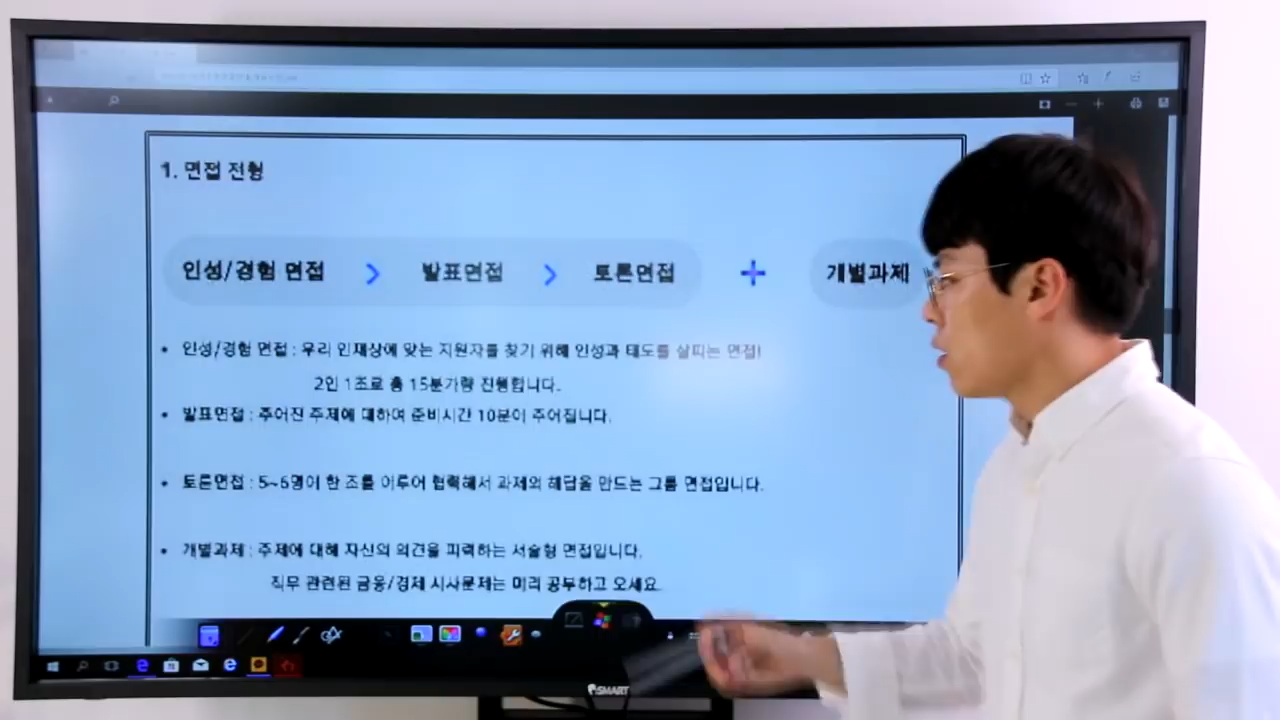 1. 면접 전형
인성/경험 면접 > 발표면접 > 토론면접 + 개별과제
• 인성/경험 면접 : 우리 인재상에 맞는 지원자를 찾기 위해 인성과 태도를 살피는 면접!
2인 1조로 총 15분가량 진행합니다.
• 발표면접 : 주어진 주제에 대하여 준비시간 10분이 주어집니다.
• 토론면접 : 5~6명이 한 조를 이루어 협력해서 과제의 해답을 만드는 그룹 면접입니다.
• 개별과제 : 주제에 대해 자신의 의견을 피력하는 서술형 면접입니다.
직무 관련된 금융/경제 시사문제는 미리 공부하고 오세요.
SMART